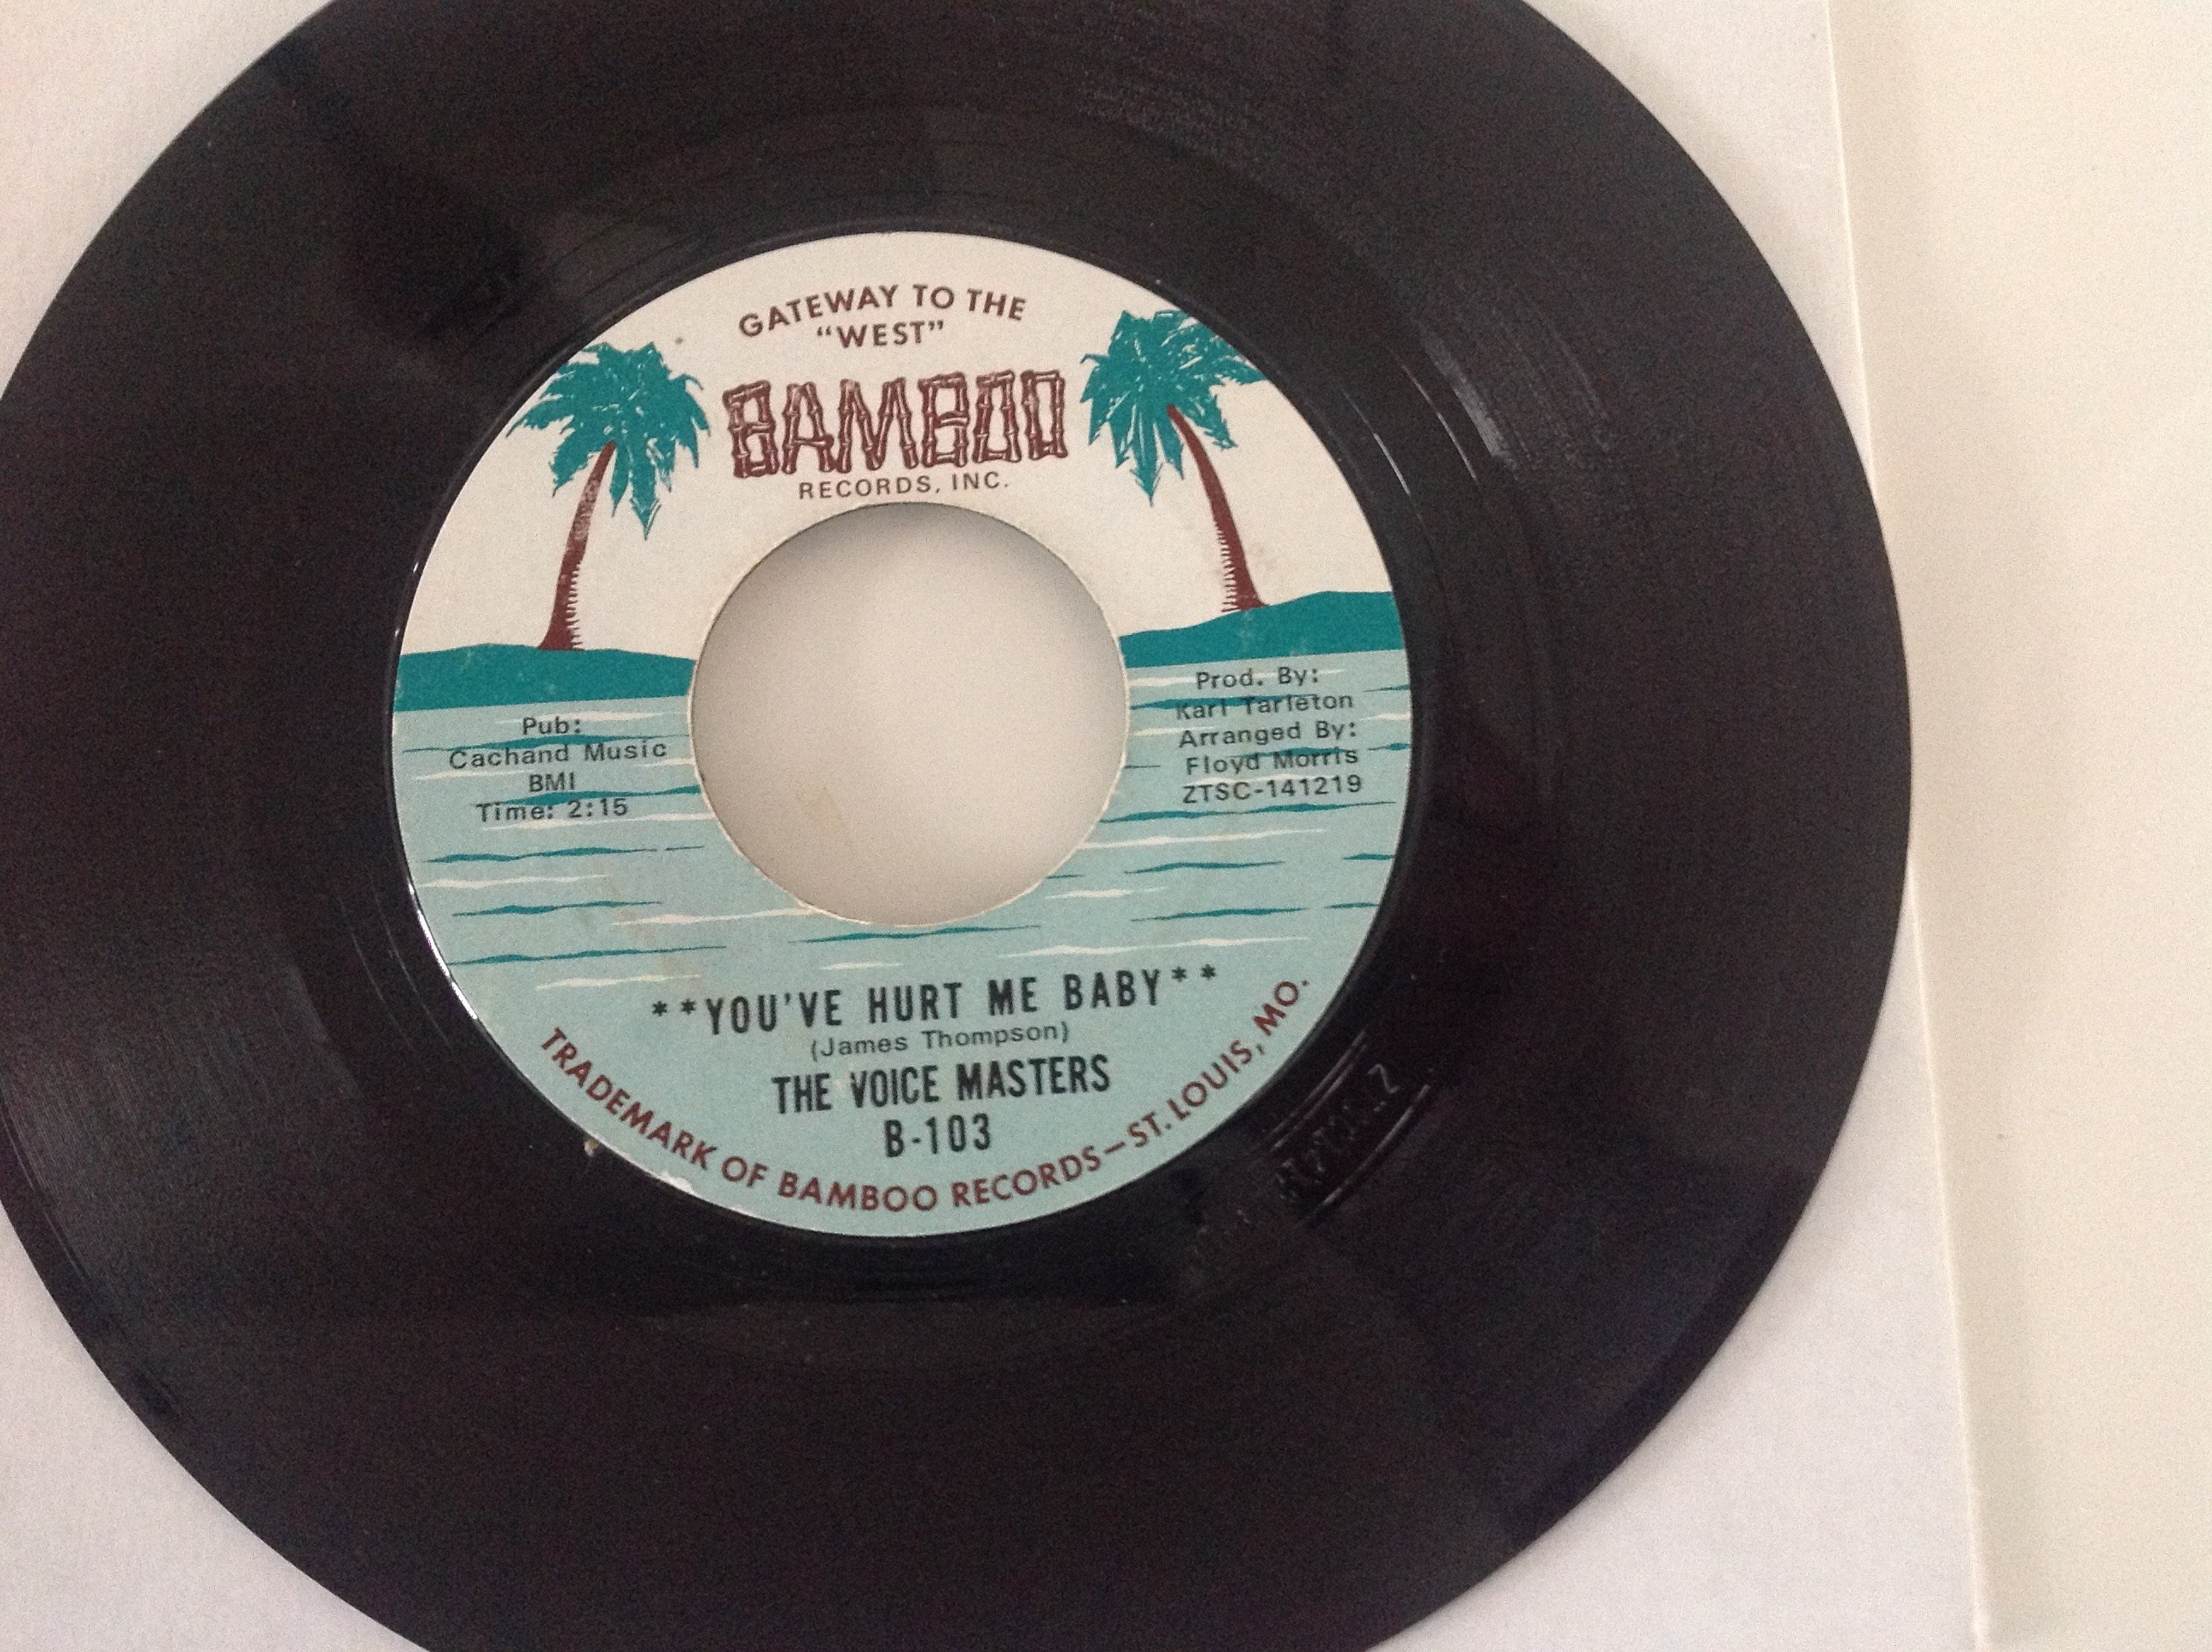 GATEWAY TO THE
“WEST”
BAMBOO
RECORDS, INC.
Pub:
Cachand Music
BMI
Time: 2:15
Prod. By:
Karl Tarleton
Arranged By:
Floyd Morris
ZTSC-141219
**YOU'VE HURT ME BABY**
(James Thompson)
THE VOICE MASTERS
B-103
TRADEMARK OF BAMBOO RECORDS—ST. LOUIS, MO.